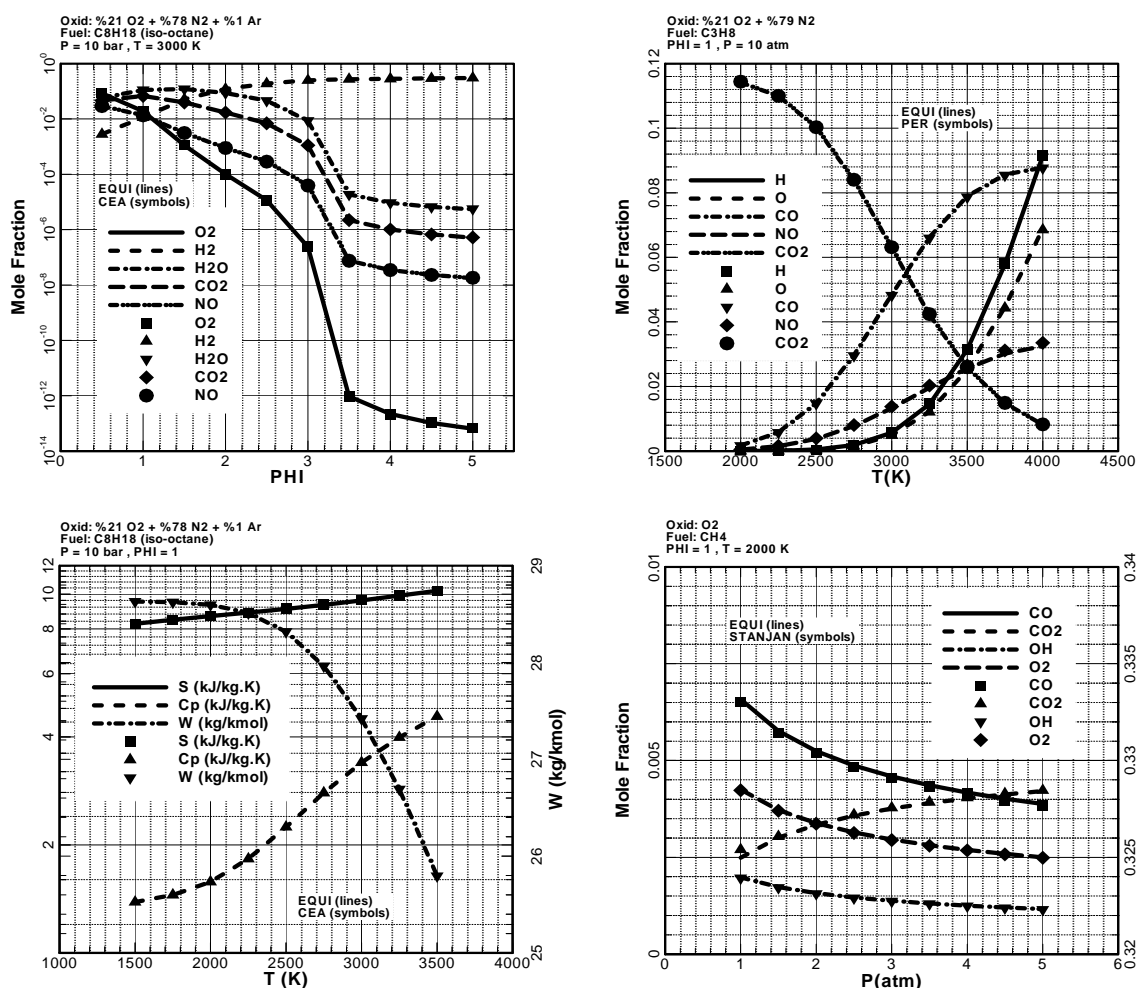 Oxid: %21 O2 + %78 N2 + %1 Ar
Fuel: C8H18 (iso-octane)
P = 10 bar , T = 3000 K
10^0
10^-2
10^-4
10^-6
10^-8
10^-10
10^-12
10^-14
Mole Fraction
EQUI (lines)
CEA (symbols)
O2
H2
H2O
CO2
NO
O2
H2
H2O
CO2
NO
0 1 2 3 4 5
PHI
Oxid: %21 O2 + %79 N2
Fuel: C3H8
PHI = 1 , P = 10 atm
0.12
0.1
0.08
0.06
0.04
0.02
0
Mole Fraction
EQUI (lines)
PER (symbols)
H
O
CO
NO
CO2
H
O
CO
NO
CO2
1500 2000 2500 3000 3500 4000 4500
T(K)
Oxid: %21 O2 + %78 N2 + %1 Ar
Fuel: C8H18 (iso-octane)
P = 10 bar , PHI = 1
12
10
8
6
4
2
S (kJ/kg.K)
Cp (kJ/kg.K)
W (kg/kmol)
S (kJ/kg.K)
Cp (kJ/kg.K)
W (kg/kmol)
EQUI (lines)
CEA (symbols)
29
28
27
26
25
W (kg/kmol)
1000 1500 2000 2500 3000 3500 4000
T (K)
Oxid: O2
Fuel: CH4
PHI = 1 , T = 2000 K
0.01
0.005
0
Mole Fraction
EQUI (lines)
STANJAN (symbols)
CO
CO2
OH
O2
CO
CO2
OH
O2
0.34
0.335
0.33
0.325
0.32
0 1 2 3 4 5 6
P(atm)